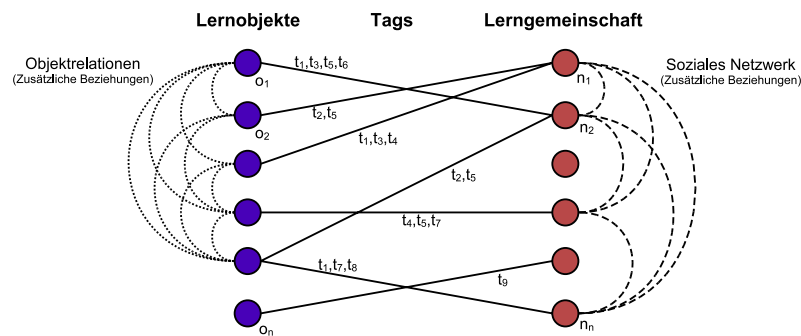 Lernobjekte Tags Lerngemeinschaft
Objektrelationen
(Zusätzliche Beziehungen)
Soziales Netzwerk
(Zusätzliche Beziehungen)
t₁,t₃,t₅,t₆
o₁
n₁
t₂,t₅
o₂
n₂
t₁,t₃,t₄
t₂,t₅
t₄,t₅,t₇
t₁,t₇,t₈
t₉
oₙ
nₙ